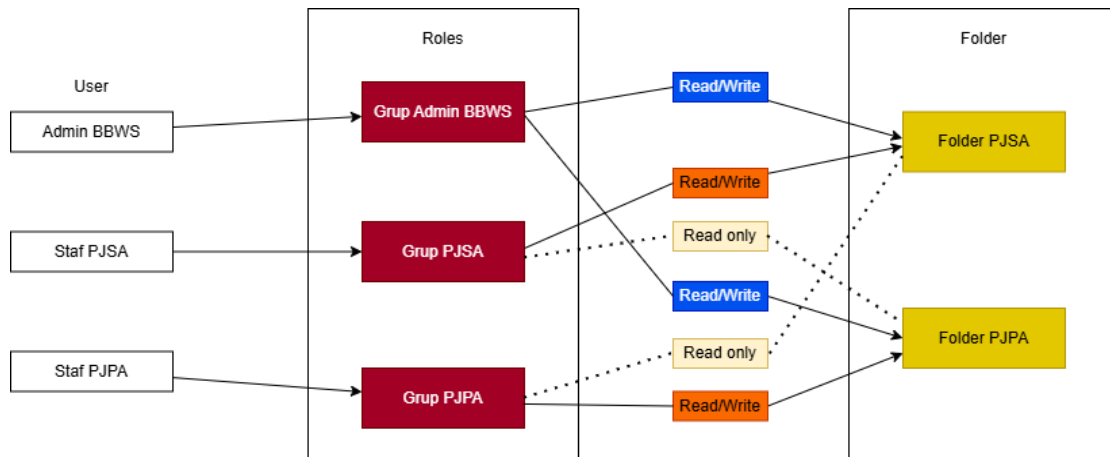 Roles
Folder
User
Admin BBWS
Grup Admin BBWS
Read/Write
Folder PJSA
Read/Write
Staf PJSA
Grup PJSA
Read only
Read/Write
Folder PJPA
Staf PJPA
Grup PJPA
Read only
Read/Write